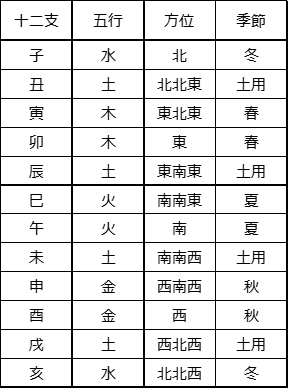 十二支 五行 方位 季節
子 水 北 冬
丑 土 北北東 土用
寅 木 東北東 春
卯 木 東 春
辰 土 東南東 土用
巳 火 南南東 夏
午 火 南 夏
未 土 南南西 土用
申 金 西南西 秋
酉 金 西 秋
戌 土 西北西 土用
亥 水 北北西 冬